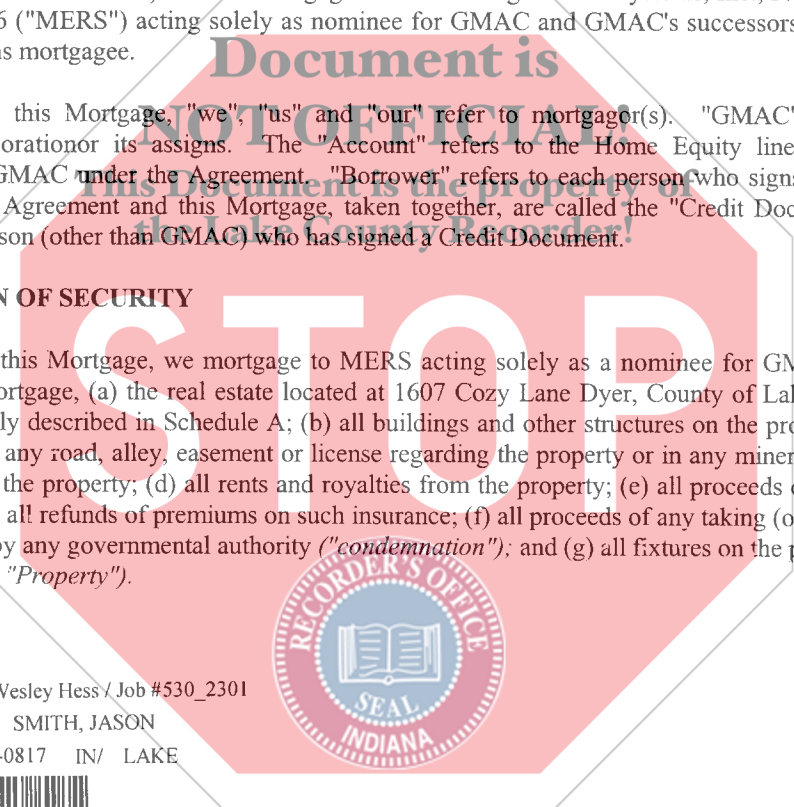 6 ("MERS") acting solely as nominee for GMAC and GMAC's successors
as mortgagee.
Document is
NOT OFFICIAL!
This Document is the property of
the Lake County Recorder!
this Mortgage, "we", "us" and "our" refer to mortgagor(s). "GMAC"
orationor its assigns. The "Account" refers to the Home Equity line
GMAC under the Agreement. "Borrower" refers to each person who signs
Agreement and this Mortgage, taken together, are called the "Credit Doc
son (other than GMAC) who has signed a Credit Document.
N OF SECURITY
STOP
this Mortgage, we mortgage to MERS acting solely as a nominee for GM
ortgage, (a) the real estate located at 1607 Cozy Lane Dyer, County of Lak
ly described in Schedule A; (b) all buildings and other structures on the pro
any road, alley, easement or license regarding the property or in any miner
the property; (d) all rents and royalties from the property; (e) all proceeds
all refunds of premiums on such insurance; (f) all proceeds of any taking (o
by any governmental authority ("condemnation"); and (g) all fixtures on the p
"Property").
RECORDER'S OFFICE
SEAL
INDIANA
Wesley Hess / Job #530_2301
SMITH, JASON
-0817 IN/ LAKE